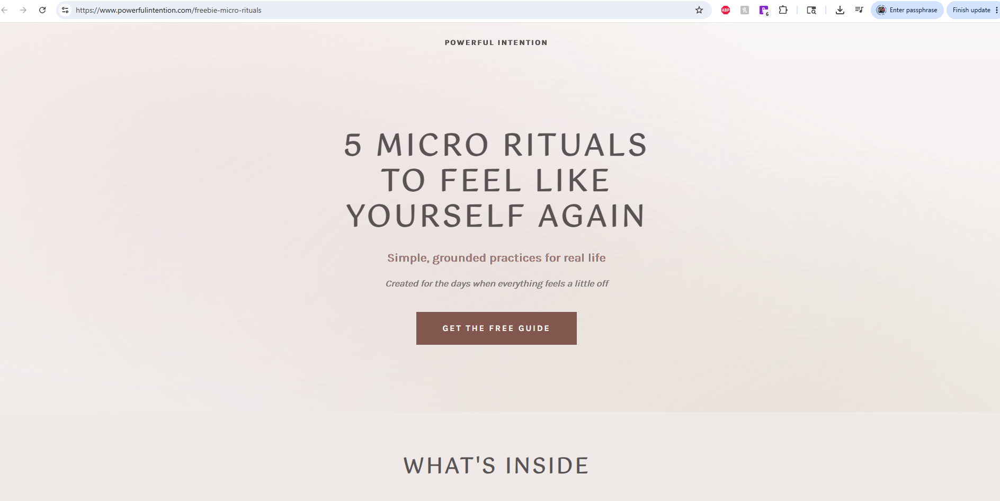 https://www.powerfulintention.com/freebie-micro-rituals
ABP
6
Enter passphrase
Finish update
POWERFUL INTENTION
5 MICRO RITUALS
TO FEEL LIKE
YOURSELF AGAIN
Simple, grounded practices for real life
Created for the days when everything feels a little off
GET THE FREE GUIDE
WHAT'S INSIDE